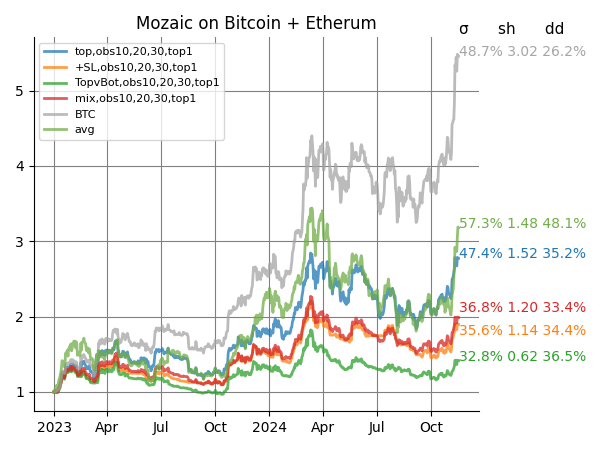 Mozaic on Bitcoin + Etherum
σ sh dd
top,obs10,20,30,top1
+SL,obs10,20,30,top1
TopvBot,obs10,20,30,top1
mix,obs10,20,30,top1
BTC
avg
48.7% 3.02 26.2%
57.3% 1.48 48.1%
47.4% 1.52 35.2%
36.8% 1.20 33.4%
35.6% 1.14 34.4%
32.8% 0.62 36.5%
5
4
3
2
1
2023 Apr Jul Oct 2024 Apr Jul Oct